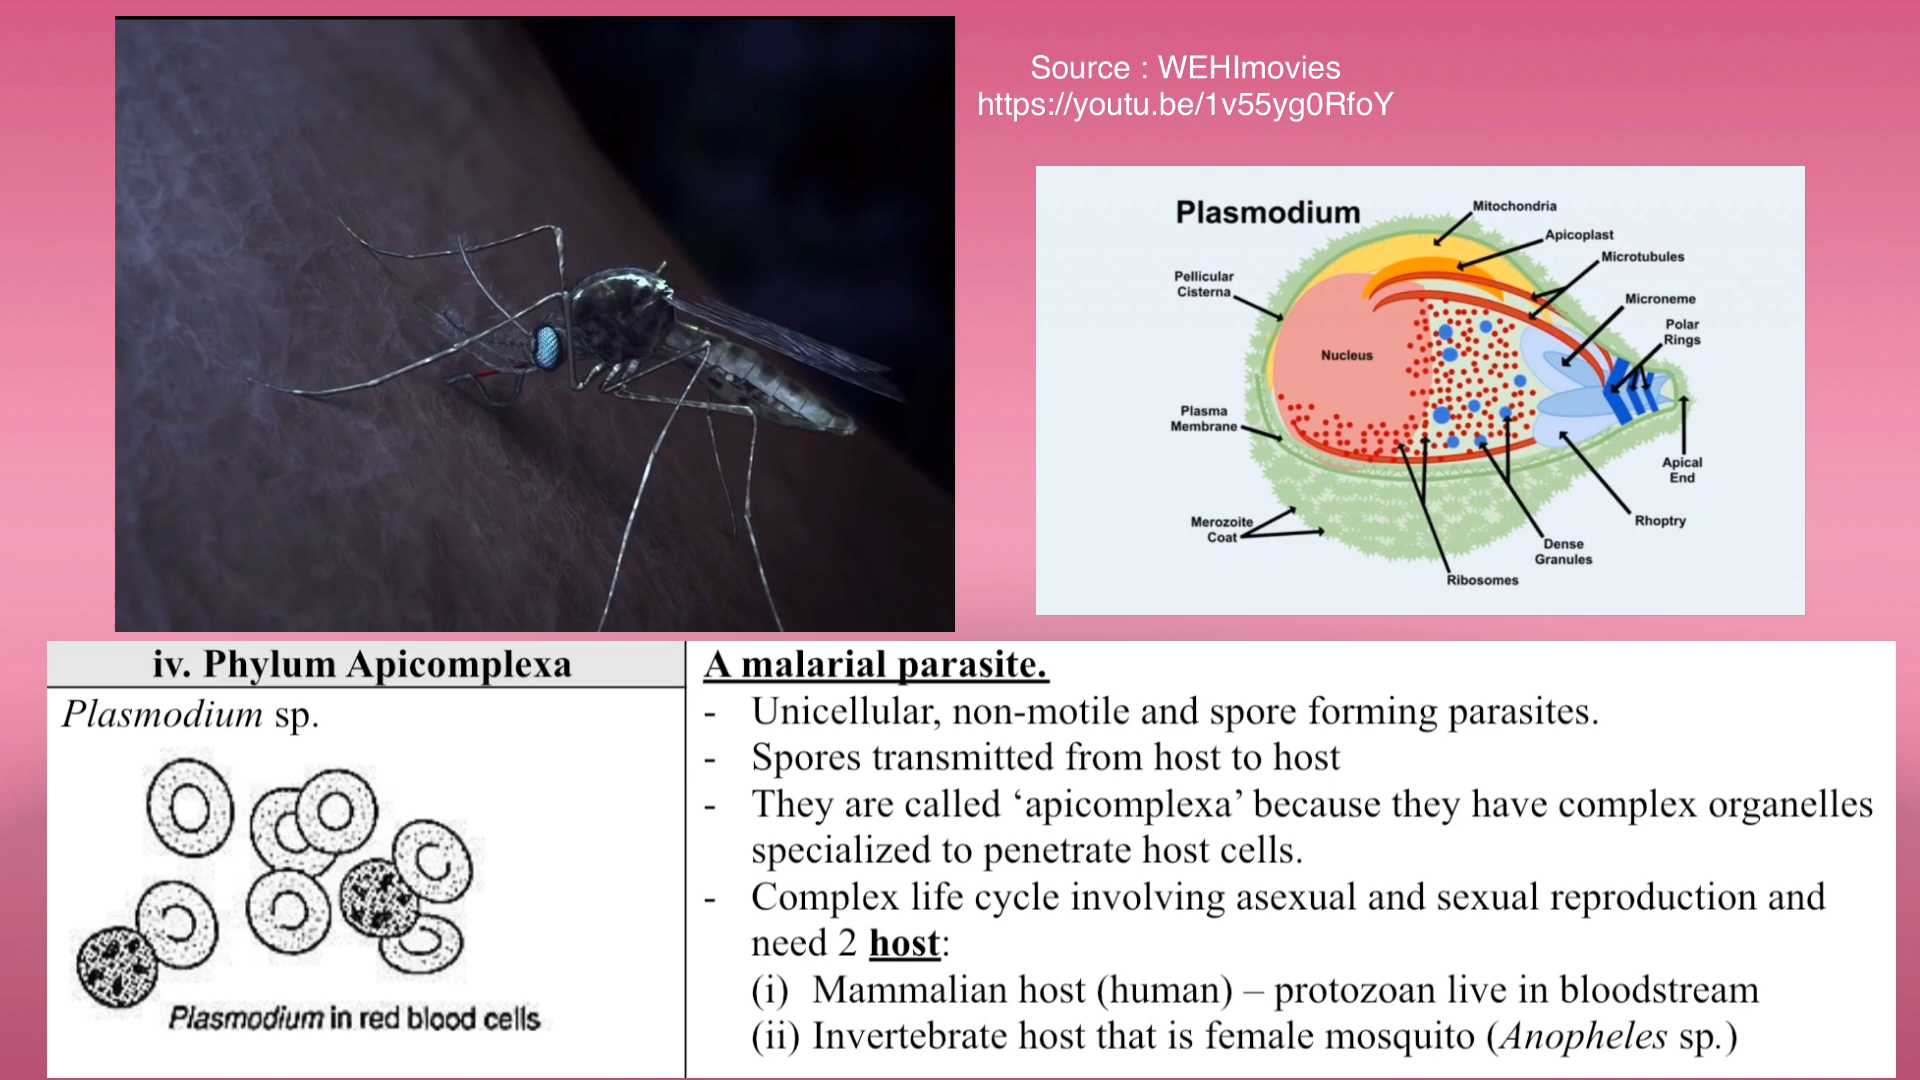 Source : WEHImovies
https://youtu.be/1v55yg0RfoY
Plasmodium
Mitochondria
Apicoplast
Microtubules
Pellicular
Cisterna
Microneme
Polar
Rings
Nucleus
Plasma
Membrane
Apical
End
Merozoite
Coat
Rhoptry
Dense
Granules
Ribosomes
iv. Phylum Apicomplexa
Plasmodium sp.
Plasmodium in red blood cells
A malarial parasite.
- Unicellular, non-motile and spore forming parasites.
- Spores transmitted from host to host
- They are called ‘apicomplexa’ because they have complex organelles
specialized to penetrate host cells.
- Complex life cycle involving asexual and sexual reproduction and
need 2 host:
(i) Mammalian host (human) – protozoan live in bloodstream
(ii) Invertebrate host that is female mosquito (Anopheles sp.)